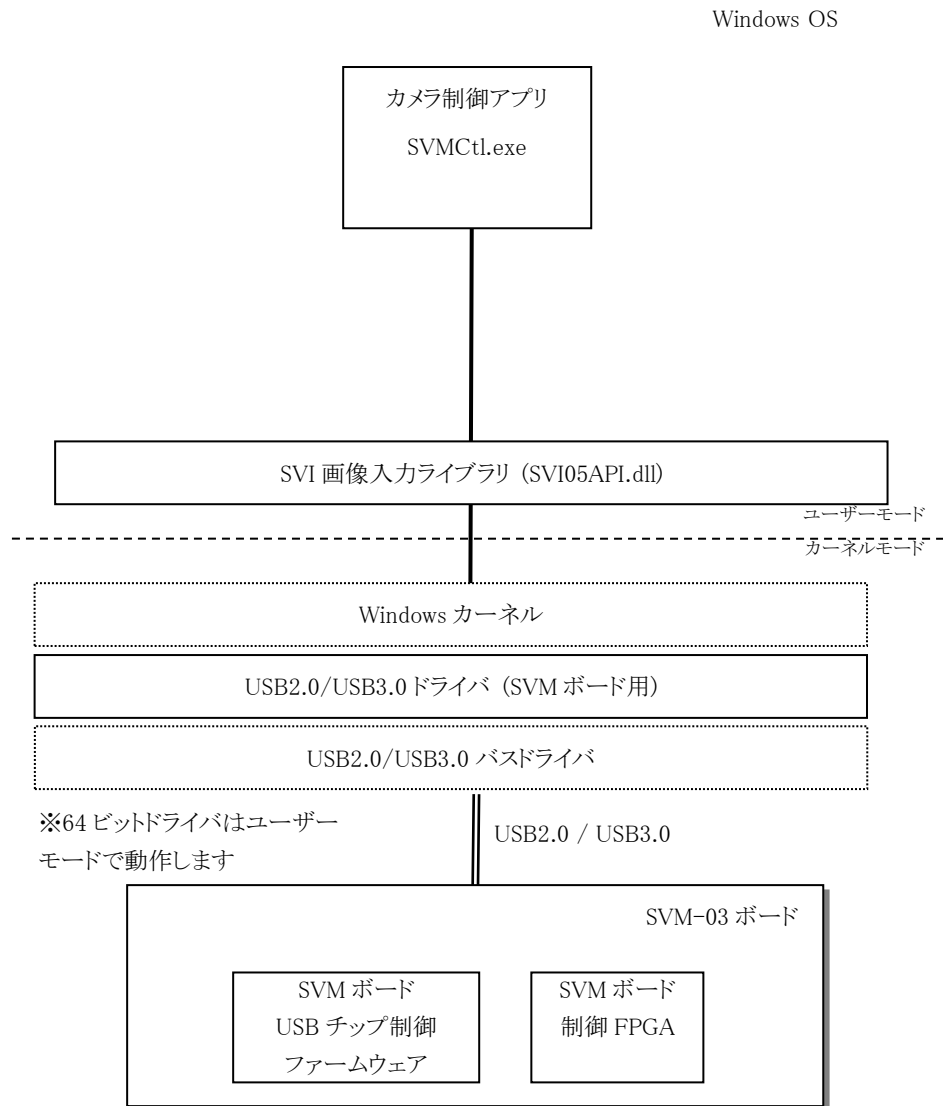 Windows OS
カメラ制御アプリ
SVMCtl.exe
SVI 画像入力ライブラリ (SVI05API.dll)
ユーザーモード
カーネルモード
Windows カーネル
USB2.0/USB3.0 ドライバ (SVM ボード用)
USB2.0/USB3.0 バスドライバ
※64 ビットドライバはユーザー
モードで動作します
USB2.0 / USB3.0
SVM-03 ボード
SVM ボード
USB チップ制御
ファームウェア
SVM ボード
制御 FPGA